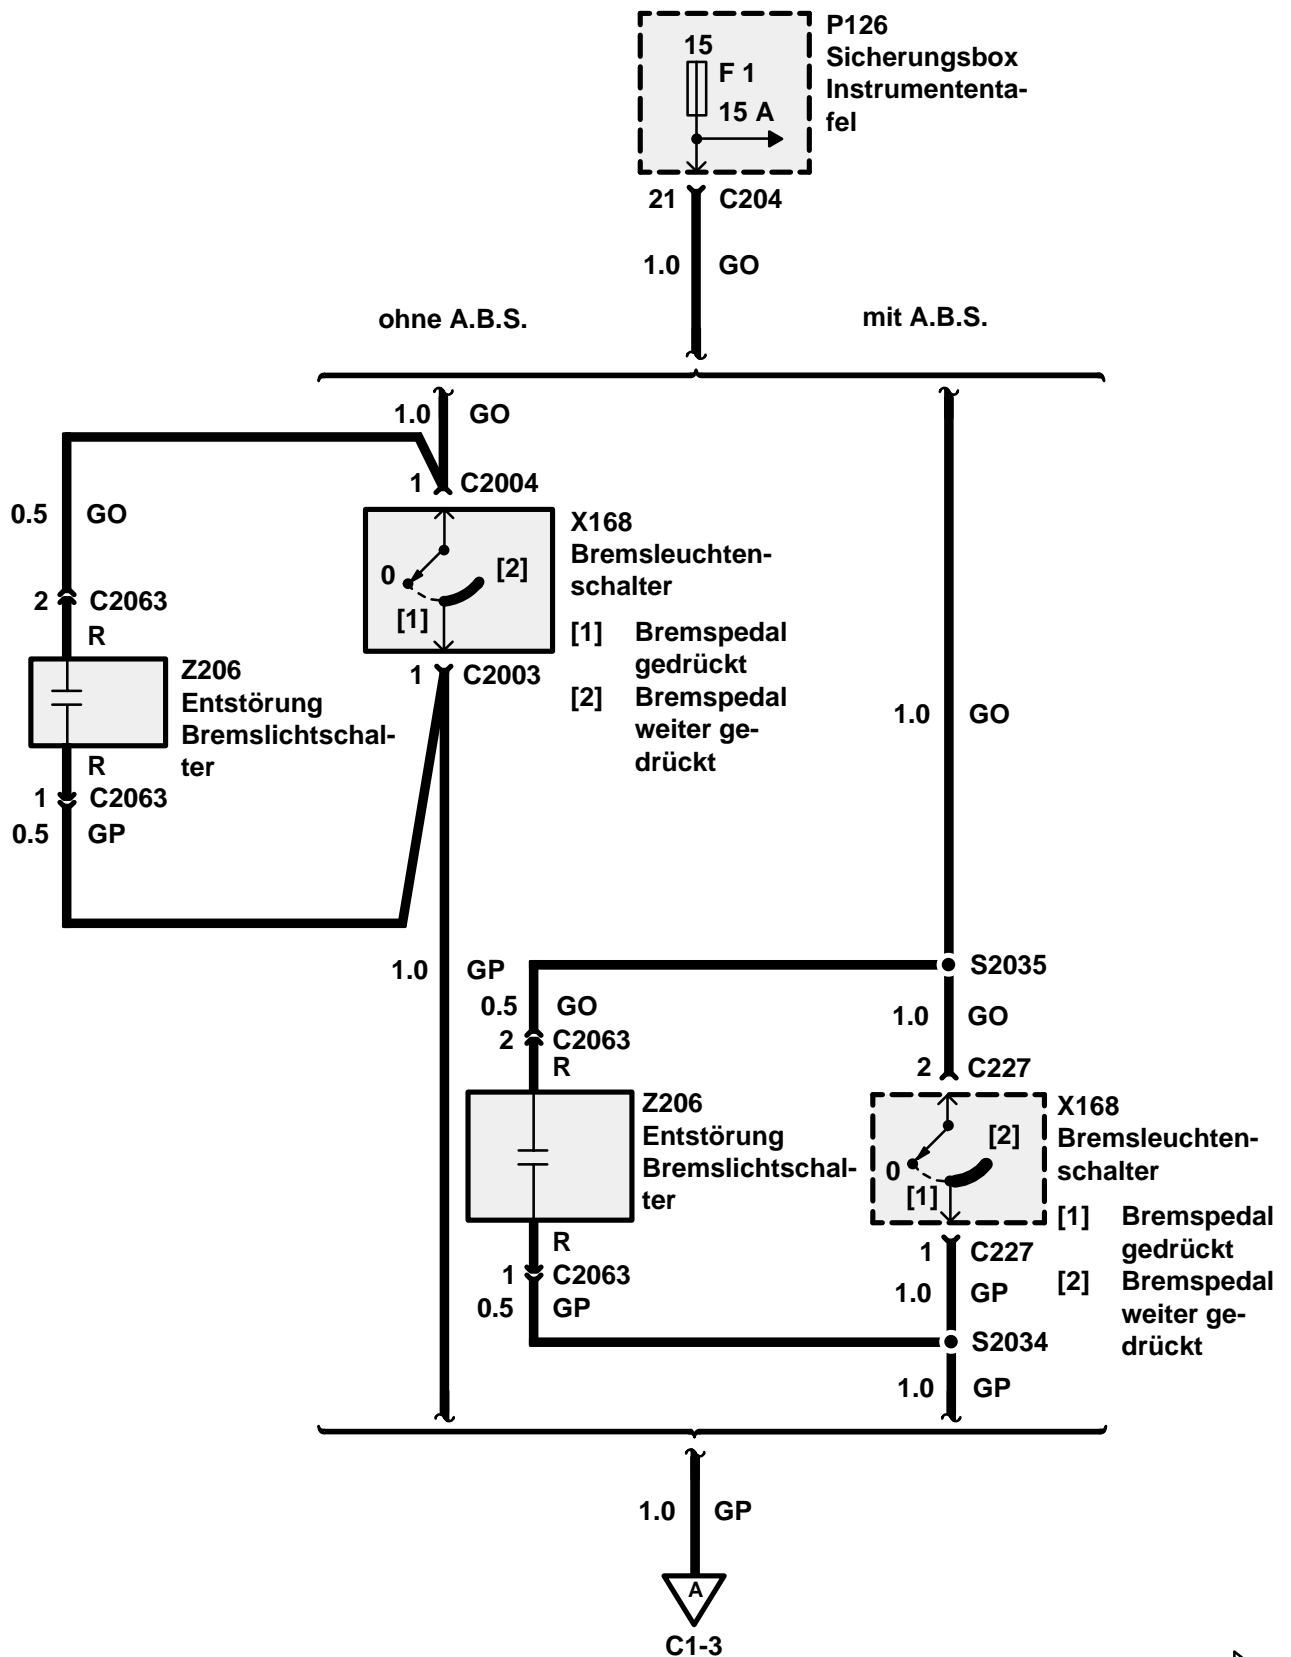 P126
Sicherungsbox
Instrumententa-
fel
15
F 1
15 A
21 C204
1.0 GO
ohne A.B.S.
mit A.B.S.
1.0 GO
1 C2004
0.5 GO
X168
Bremsleuchten-
schalter
0
[2]
[1]
[1] Bremspedal
gedrückt
[2] Bremspedal
weiter ge-
drückt
2 C2063
R
Z206
Entstörung
Bremslichtschal-
ter
1 C2003
R
1 C2063
0.5 GP
1.0 GO
1.0 GP
S2035
0.5 GO
1.0 GO
2 C2063
R
2 C227
Z206
Entstörung
Bremslichtschal-
ter
X168
Bremsleuchten-
schalter
[2]
0
[1]
[1] Bremspedal
gedrückt
[2] Bremspedal
weiter ge-
drückt
R
1 C2063
0.5 GP
1 C227
1.0 GP
S2034
1.0 GP
1.0 GP
A
C1-3